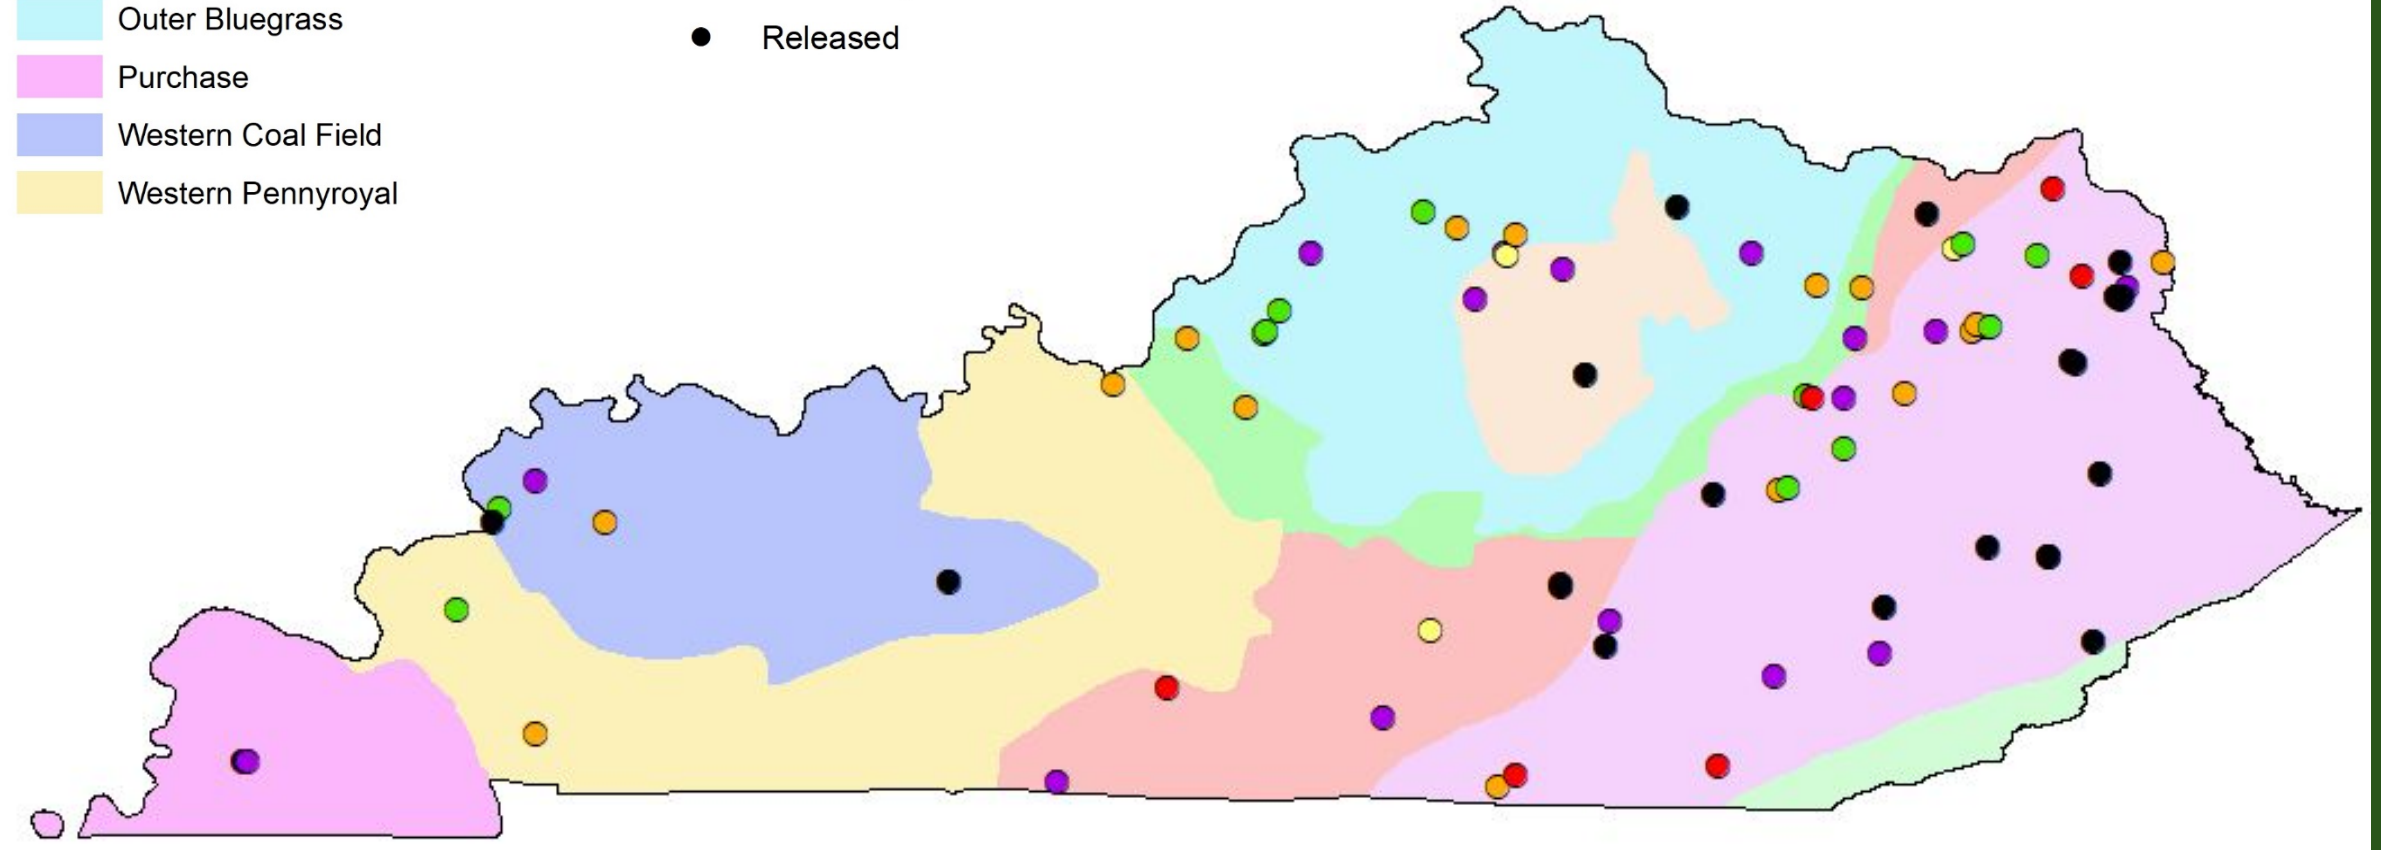 Outer Bluegrass
Released
Purchase
Western Coal Field
Western Pennyroyal